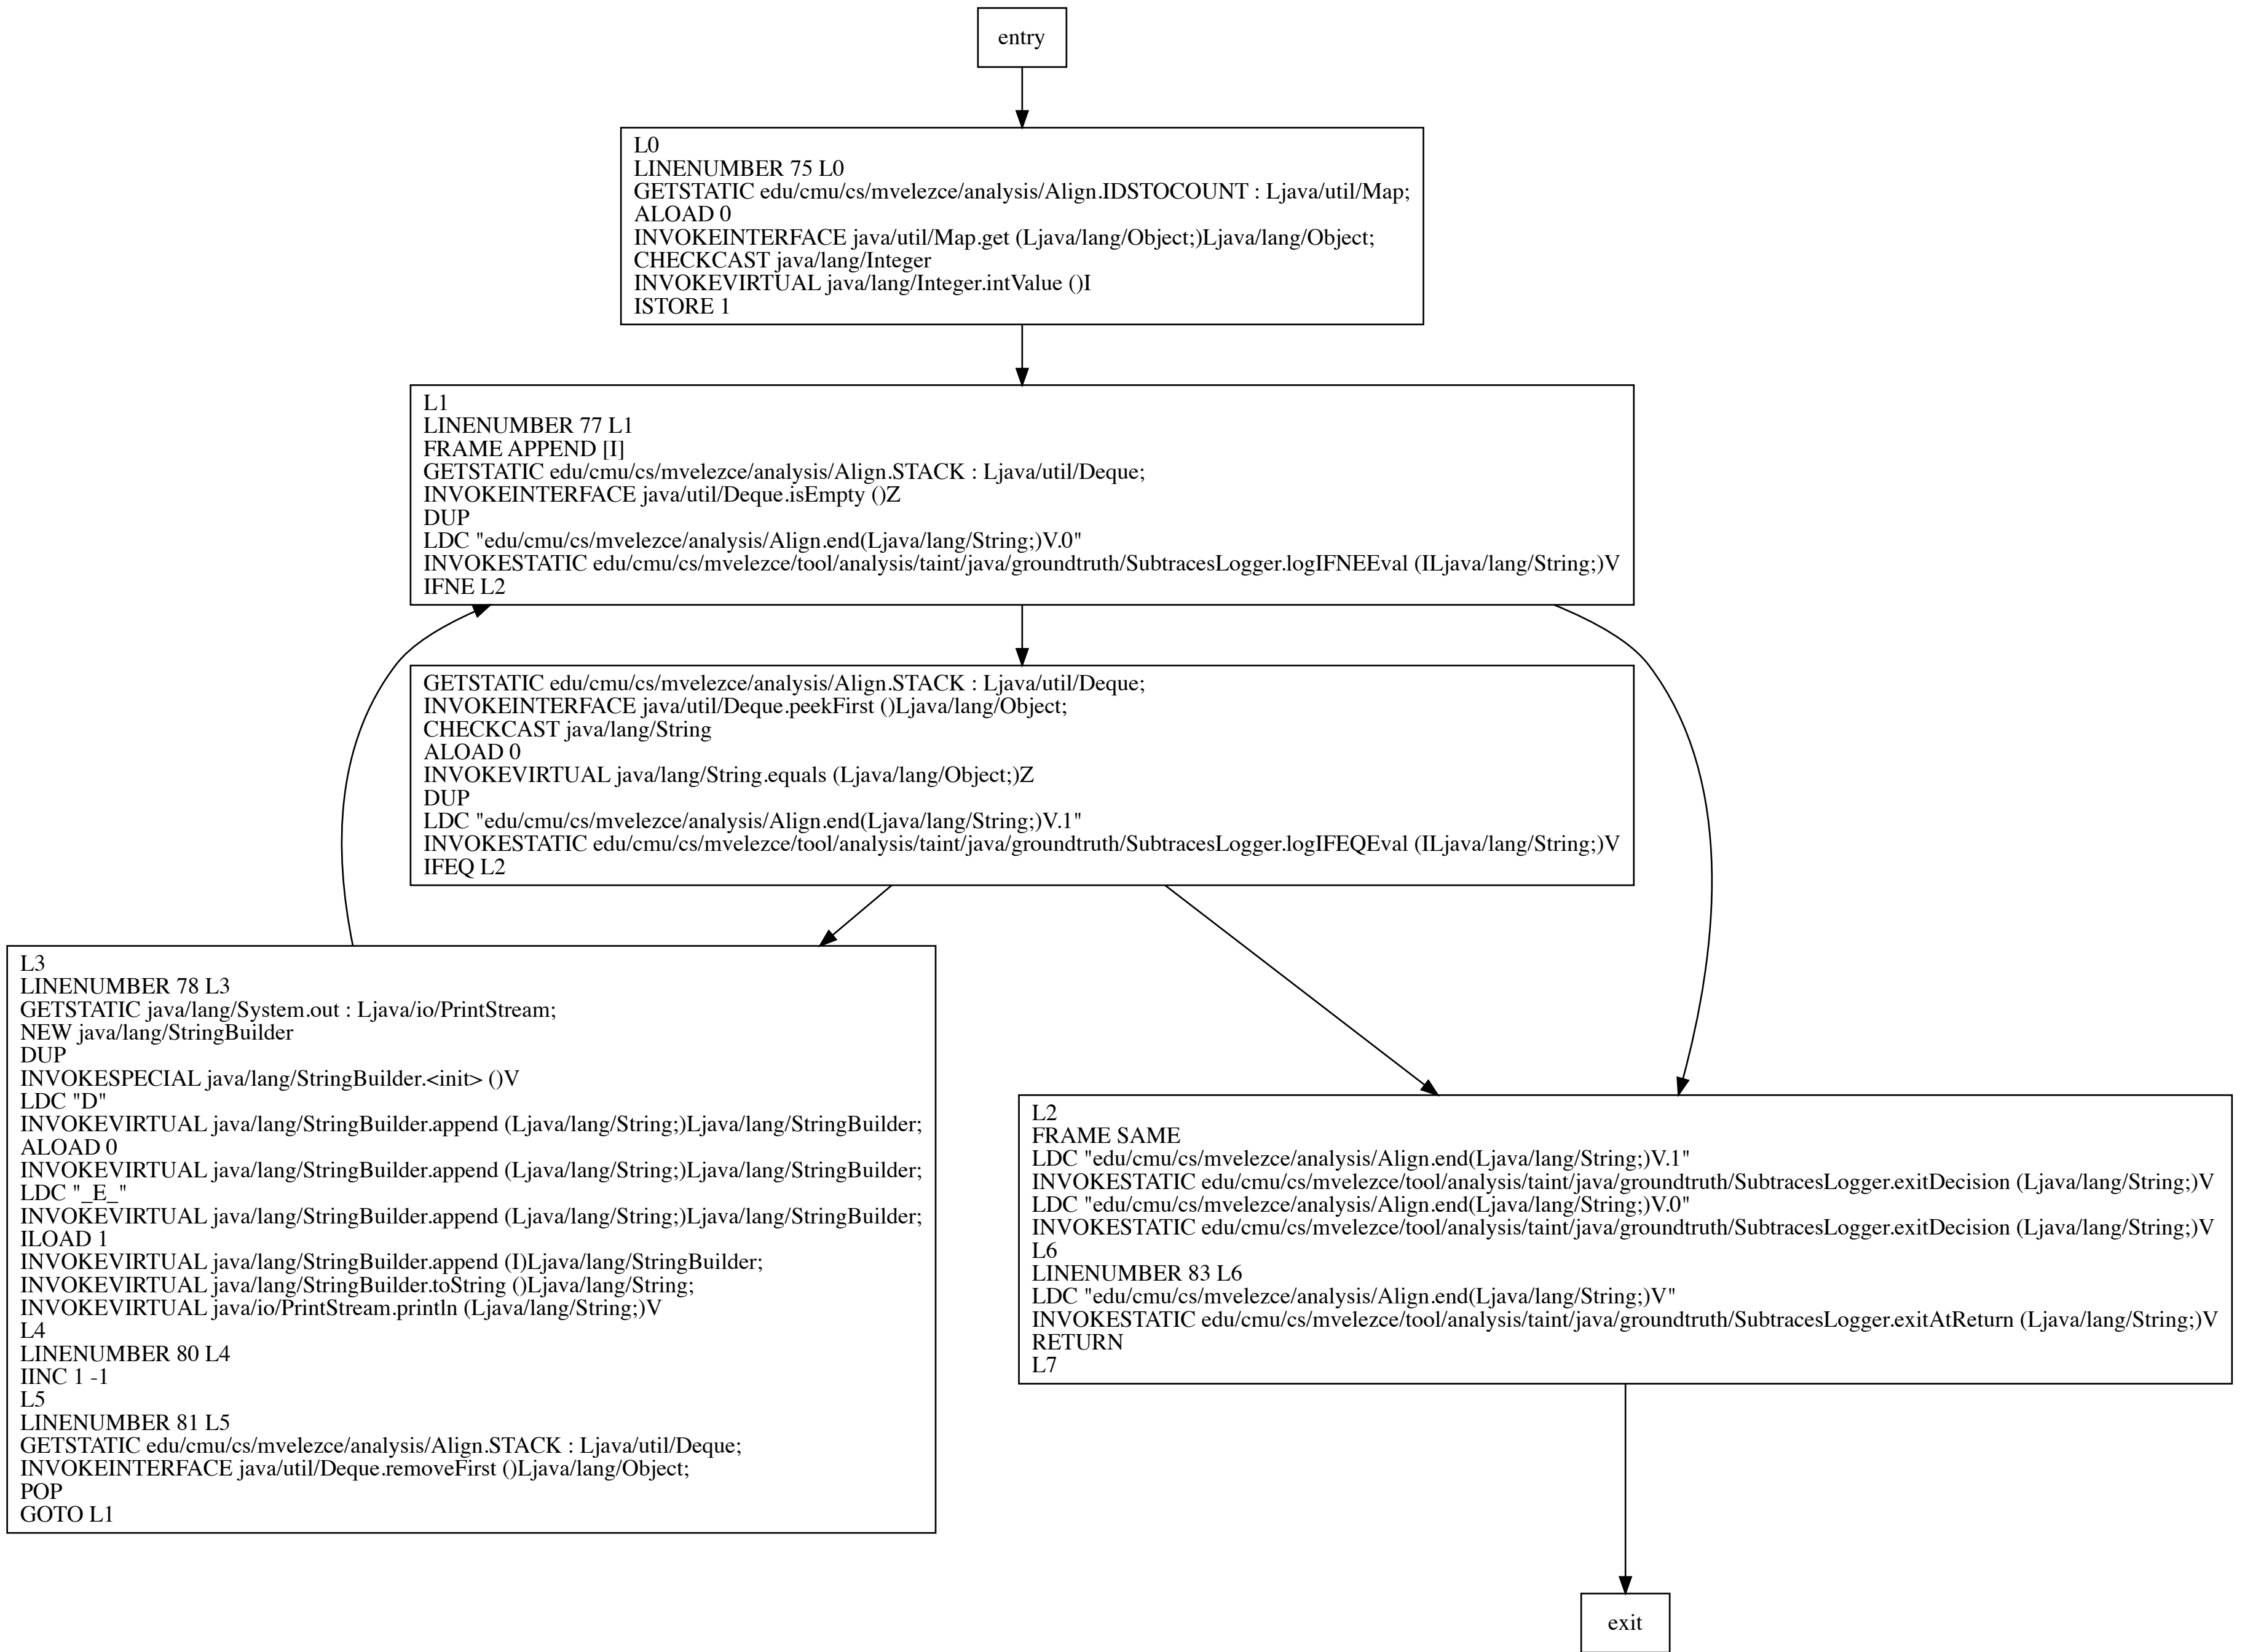 entry
L0
LINENUMBER 75 L0
GETSTATIC edu/cmu/cs/mvelezce/analysis/Align.IDSTOCOUNT : Ljava/util/Map;
ALOAD 0
INVOKEINTERFACE java/util/Map.get (Ljava/lang/Object;)Ljava/lang/Object;
CHECKCAST java/lang/Integer
INVOKEVIRTUAL java/lang/Integer.intValue ()I
ISTORE 1
L1
LINENUMBER 77 L1
FRAME APPEND [I]
GETSTATIC edu/cmu/cs/mvelezce/analysis/Align.STACK : Ljava/util/Deque;
INVOKEINTERFACE java/util/Deque.isEmpty ()Z
DUP
LDC "edu/cmu/cs/mvelezce/analysis/Align.end(Ljava/lang/String;)V.0"
INVOKESTATIC edu/cmu/cs/mvelezce/tool/analysis/taint/java/groundtruth/SubtracesLogger.logIFNEEval (ILjava/lang/String;)V
IFNE L2
GETSTATIC edu/cmu/cs/mvelezce/analysis/Align.STACK : Ljava/util/Deque;
INVOKEINTERFACE java/util/Deque.peekFirst ()Ljava/lang/Object;
CHECKCAST java/lang/String
ALOAD 0
INVOKEVIRTUAL java/lang/String.equals (Ljava/lang/Object;)Z
DUP
LDC "edu/cmu/cs/mvelezce/analysis/Align.end(Ljava/lang/String;)V.1"
INVOKESTATIC edu/cmu/cs/mvelezce/tool/analysis/taint/java/groundtruth/SubtracesLogger.logIFEQEval (ILjava/lang/String;)V
IFEQ L2
L3
LINENUMBER 78 L3
GETSTATIC java/lang/System.out : Ljava/io/PrintStream;
NEW java/lang/StringBuilder
DUP
INVOKESPECIAL java/lang/StringBuilder.<init> ()V
LDC "D"
INVOKEVIRTUAL java/lang/StringBuilder.append (Ljava/lang/String;)Ljava/lang/StringBuilder;
ALOAD 0
INVOKEVIRTUAL java/lang/StringBuilder.append (Ljava/lang/String;)Ljava/lang/StringBuilder;
LDC "_E_"
INVOKEVIRTUAL java/lang/StringBuilder.append (Ljava/lang/String;)Ljava/lang/StringBuilder;
ILOAD 1
INVOKEVIRTUAL java/lang/StringBuilder.append (I)Ljava/lang/StringBuilder;
INVOKEVIRTUAL java/lang/StringBuilder.toString ()Ljava/lang/String;
INVOKEVIRTUAL java/io/PrintStream.println (Ljava/lang/String;)V
L4
LINENUMBER 80 L4
IINC 1 -1
L5
LINENUMBER 81 L5
GETSTATIC edu/cmu/cs/mvelezce/analysis/Align.STACK : Ljava/util/Deque;
INVOKEINTERFACE java/util/Deque.removeFirst ()Ljava/lang/Object;
POP
GOTO L1
L2
FRAME SAME
LDC "edu/cmu/cs/mvelezce/analysis/Align.end(Ljava/lang/String;)V.1"
INVOKESTATIC edu/cmu/cs/mvelezce/tool/analysis/taint/java/groundtruth/SubtracesLogger.exitDecision (Ljava/lang/String;)V
LDC "edu/cmu/cs/mvelezce/analysis/Align.end(Ljava/lang/String;)V.0"
INVOKESTATIC edu/cmu/cs/mvelezce/tool/analysis/taint/java/groundtruth/SubtracesLogger.exitDecision (Ljava/lang/String;)V
L6
LINENUMBER 83 L6
LDC "edu/cmu/cs/mvelezce/analysis/Align.end(Ljava/lang/String;)V"
INVOKESTATIC edu/cmu/cs/mvelezce/tool/analysis/taint/java/groundtruth/SubtracesLogger.exitAtReturn (Ljava/lang/String;)V
RETURN
L7
exit